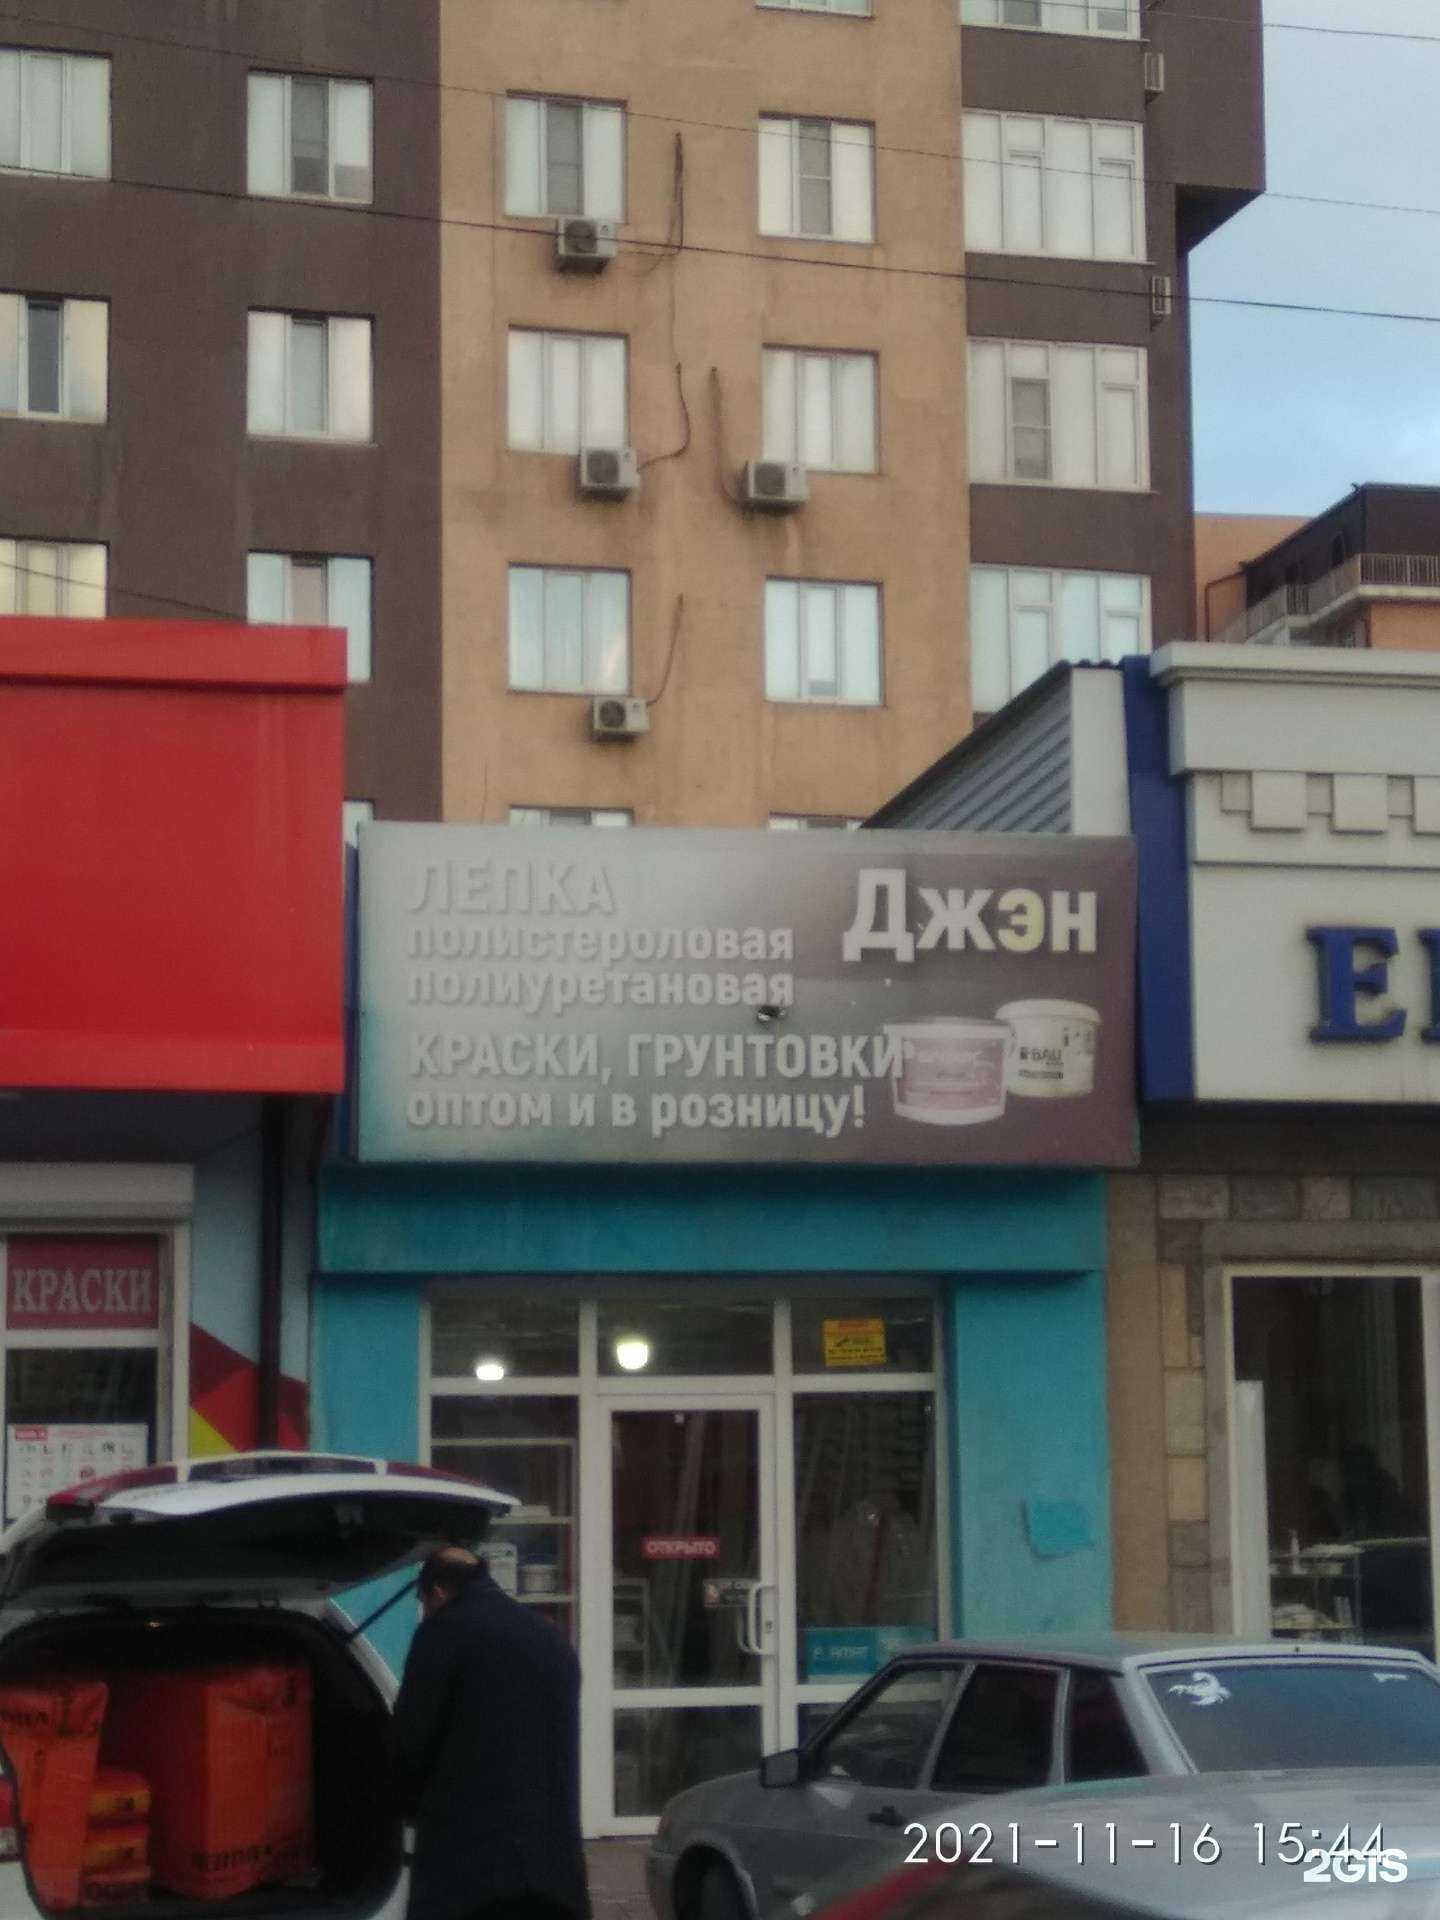 ЛЕПКА
полистероловая
полиуретановая
Джэн
КРАСКИ, ГРУНТОВКИ
оптом и в розницу!
КРАСКИ
ОТКРЫТО
2021-11-16 15:44
2GIS